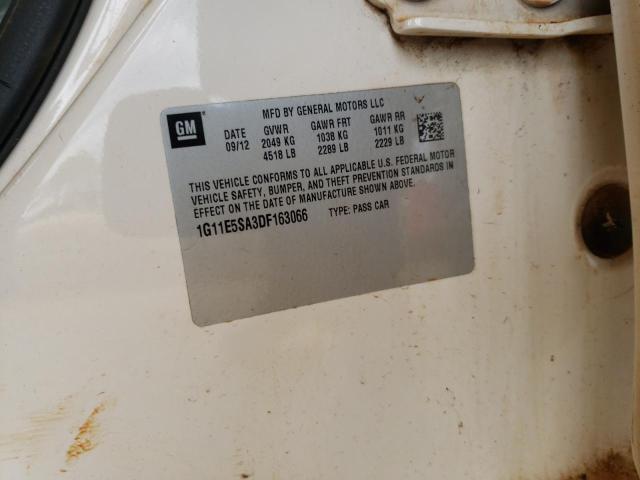 GM
MFD BY GENERAL MOTORS LLC
DATE GVWR GAWR FRT GAWR RR
09/12 2049 KG 1038 KG 1011 KG
4518 LB 2289 LB 2229 LB
THIS VEHICLE CONFORMS TO ALL APPLICABLE U.S. FEDERAL MOTOR
VEHICLE SAFETY, BUMPER, AND THEFT PREVENTION STANDARDS IN
EFFECT ON THE DATE OF MANUFACTURE SHOWN ABOVE.
1G11E5SA3DF163066 TYPE: PASS CAR